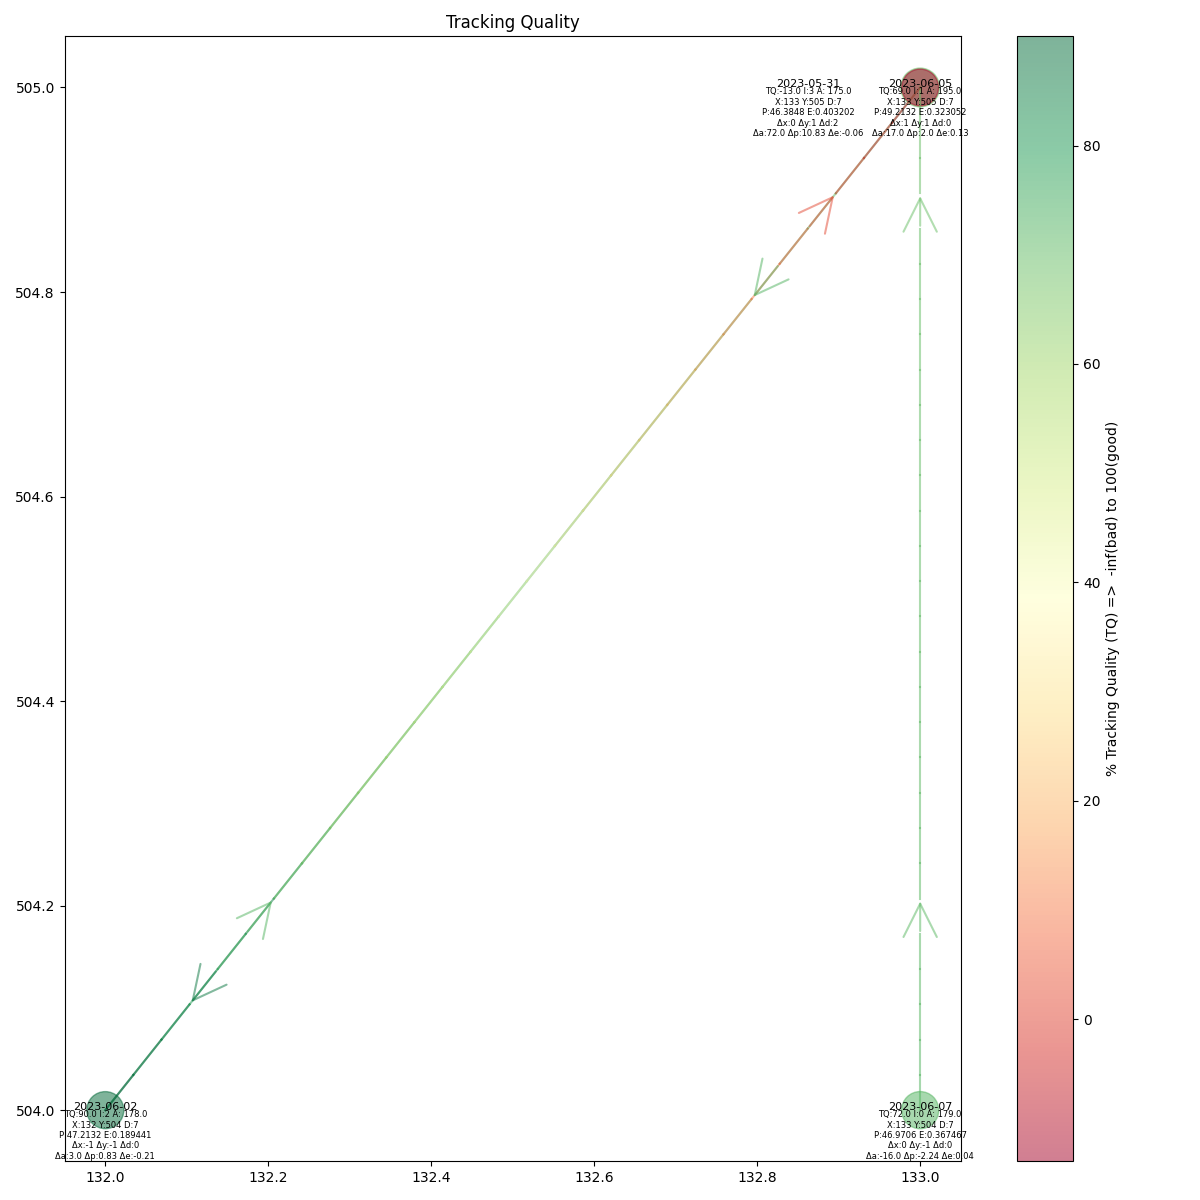 Tracking Quality
505.0
504.8
504.6
504.4
504.2
504.0
132.0
132.2
132.4
132.6
132.8
133.0
2023-05-31
TQ:-13.0 I:3 A: 175.0
X:133 Y:505 D:7
P:46.3848 E:0.403202
Δx:0 Δy:1 Δd:2
Δa:72.0 Δp:10.83 Δe:-0.06
2023-06-05
TQ:69.0 I:1 A: 195.0
X:133 Y:505 D:7
P:49.2132 E:0.323052
Δx:1 Δy:1 Δd:0
Δa:17.0 Δp:2.0 Δe:0.13
2023-06-02
TQ:90.0 I:2 A: 178.0
X:132 Y:504 D:7
P:47.2132 E:0.189441
Δx:-1 Δy:-1 Δd:0
Δa:3.0 Δp:0.83 Δe:-0.21
2023-06-07
TQ:72.0 I:0 A: 179.0
X:133 Y:504 D:7
P:46.9706 E:0.367467
Δx:0 Δy:-1 Δd:0
Δa:-16.0 Δp:-2.24 Δe:0.04
80
60
40
20
0
% Tracking Quality (TQ) => -inf(bad) to 100(good)